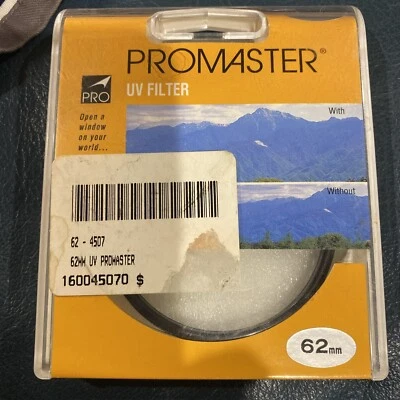 PROMASTER®
UV FILTER
PRO
Open a
window
on your
world...
With
Without
62 - 4507
62MM UV PROMASTER
160045070 $
62mm